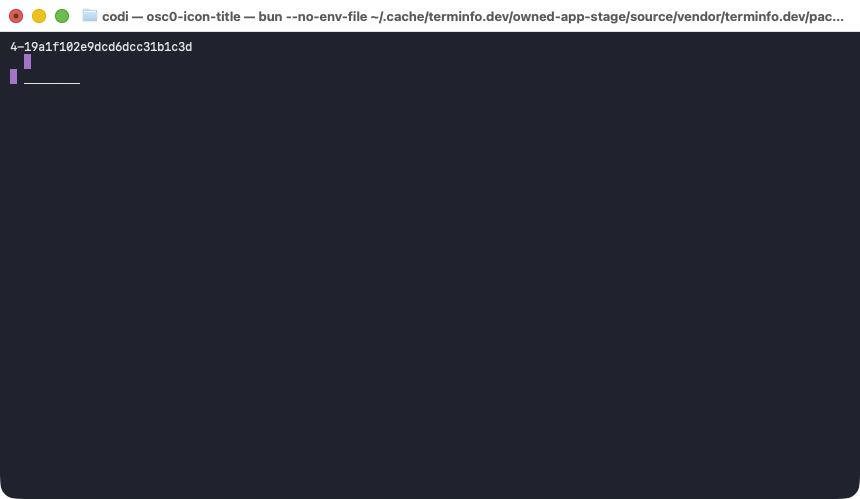 codi — osc0-icon-title — bun --no-env-file ~/.cache/terminfo.dev/owned-app-stage/source/vendor/terminfo.dev/pac...
4-19a1f102e9dcd6dcc31b1c3d
________